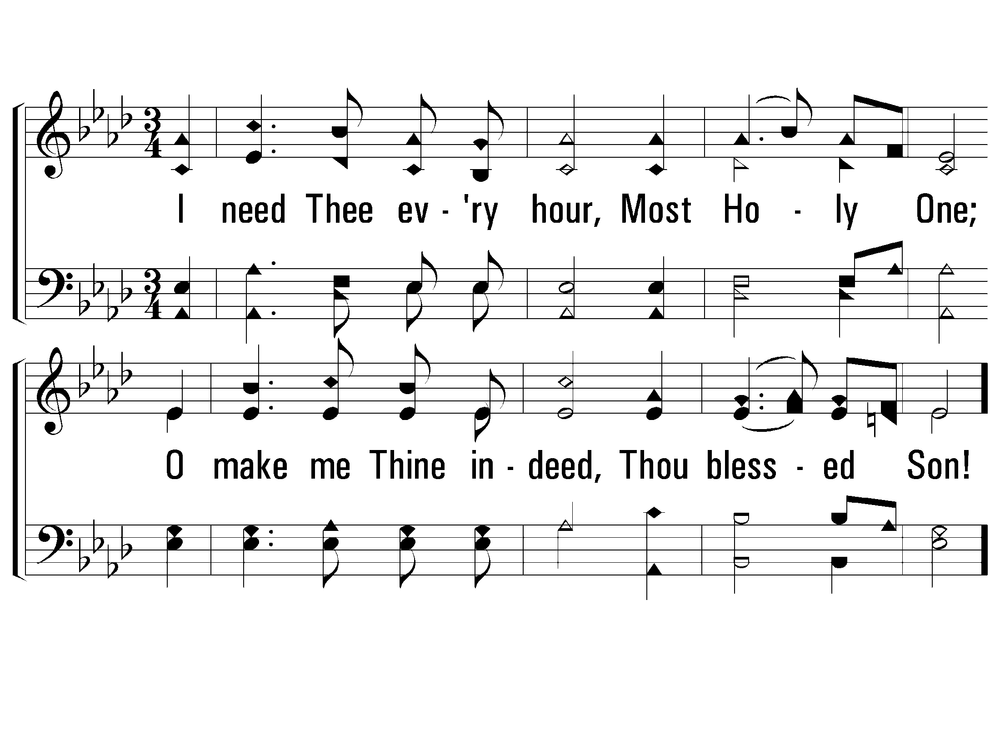 I need Thee ev - 'ry hour, Most Ho - ly One;
O make me Thine in - deed, Thou bless - ed Son!